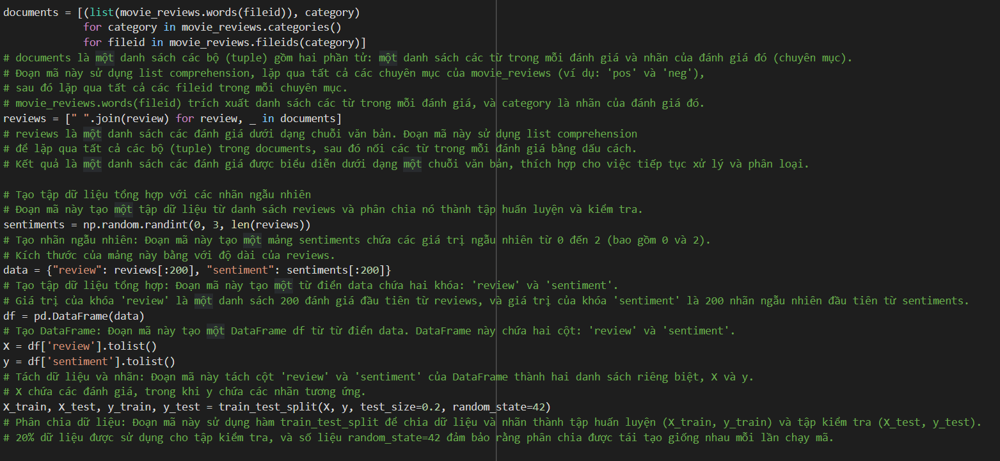 documents = [(list(movie_reviews.words(fileid)), category)
             for category in movie_reviews.categories()
             for fileid in movie_reviews.fileids(category)]
# documents là một danh sách các bộ (tuple) gồm hai phần tử: một danh sách các từ trong mỗi đánh giá và nhãn của đánh giá đó (chuyên mục).
# Đoạn mã này sử dụng list comprehension, lặp qua tất cả các chuyên mục của movie_reviews (ví dụ: 'pos' và 'neg'),
# sau đó lặp qua tất cả các fileid trong mỗi chuyên mục.
# movie_reviews.words(fileid) trích xuất danh sách các từ trong mỗi đánh giá, và category là nhãn của đánh giá đó.
reviews = [" ".join(review) for review, _ in documents]
# reviews là một danh sách các đánh giá dưới dạng chuỗi văn bản. Đoạn mã này sử dụng list comprehension
# để lặp qua tất cả các bộ (tuple) trong documents, sau đó nối các từ trong mỗi đánh giá bằng dấu cách.
# Kết quả là một danh sách các đánh giá được biểu diễn dưới dạng một chuỗi văn bản, thích hợp cho việc tiếp tục xử lý và phân loại.
# Tạo tập dữ liệu tổng hợp với các nhãn ngẫu nhiên
# Đoạn mã này tạo một tập dữ liệu từ danh sách reviews và phân chia nó thành tập huấn luyện và kiểm tra.
sentiments = np.random.randint(0, 3, len(reviews))
# Tạo nhãn ngẫu nhiên: Đoạn mã này tạo một mảng sentiments chứa các giá trị ngẫu nhiên từ 0 đến 2 (bao gồm 0 và 2).
# Kích thước của mảng này bằng với độ dài của reviews.
data = {"review": reviews[:200], "sentiment": sentiments[:200]}
# Tạo tập dữ liệu tổng hợp: Đoạn mã này tạo một từ điển data chứa hai khóa: 'review' và 'sentiment'.
# Giá trị của khóa 'review' là một danh sách 200 đánh giá đầu tiên từ reviews, và giá trị của khóa 'sentiment' là 200 nhãn ngẫu nhiên đầu tiên từ sentiments.
df = pd.DataFrame(data)
# Tạo DataFrame: Đoạn mã này tạo một DataFrame df từ từ điển data. DataFrame này chứa hai cột: 'review' và 'sentiment'.
X = df['review'].tolist()
y = df['sentiment'].tolist()
# Tách dữ liệu và nhãn: Đoạn mã này tách cột 'review' và 'sentiment' của DataFrame thành hai danh sách riêng biệt, X và y.
# X chứa các đánh giá, trong khi y chứa các nhãn tương ứng.
X_train, X_test, y_train, y_test = train_test_split(X, y, test_size=0.2, random_state=42)
# Phân chia dữ liệu: Đoạn mã này sử dụng hàm train_test_split để chia dữ liệu và nhãn thành tập huấn luyện (X_train, y_train) và tập kiểm tra (X_test, y_test).
# 20% dữ liệu được sử dụng cho tập kiểm tra, và số liệu random_state=42 đảm bảo rằng phân chia được tái tạo giống nhau mỗi lần chạy mã.